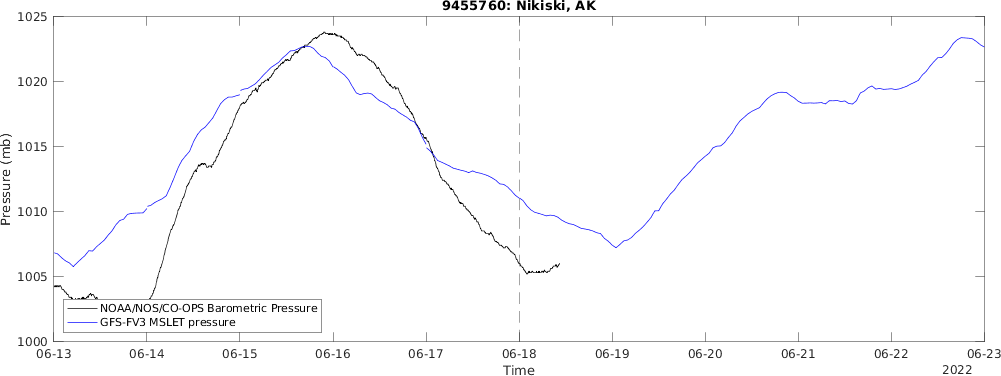 9455760: Nikiski, AK
1025
1020
1015
1010
1005
1000
Pressure (mb)
NOAA/NOS/CO-OPS Barometric Pressure
GFS-FV3 MSLET pressure
06-13 06-14 06-15 06-16 06-17 06-18 06-19 06-20 06-21 06-22 06-23
Time
2022